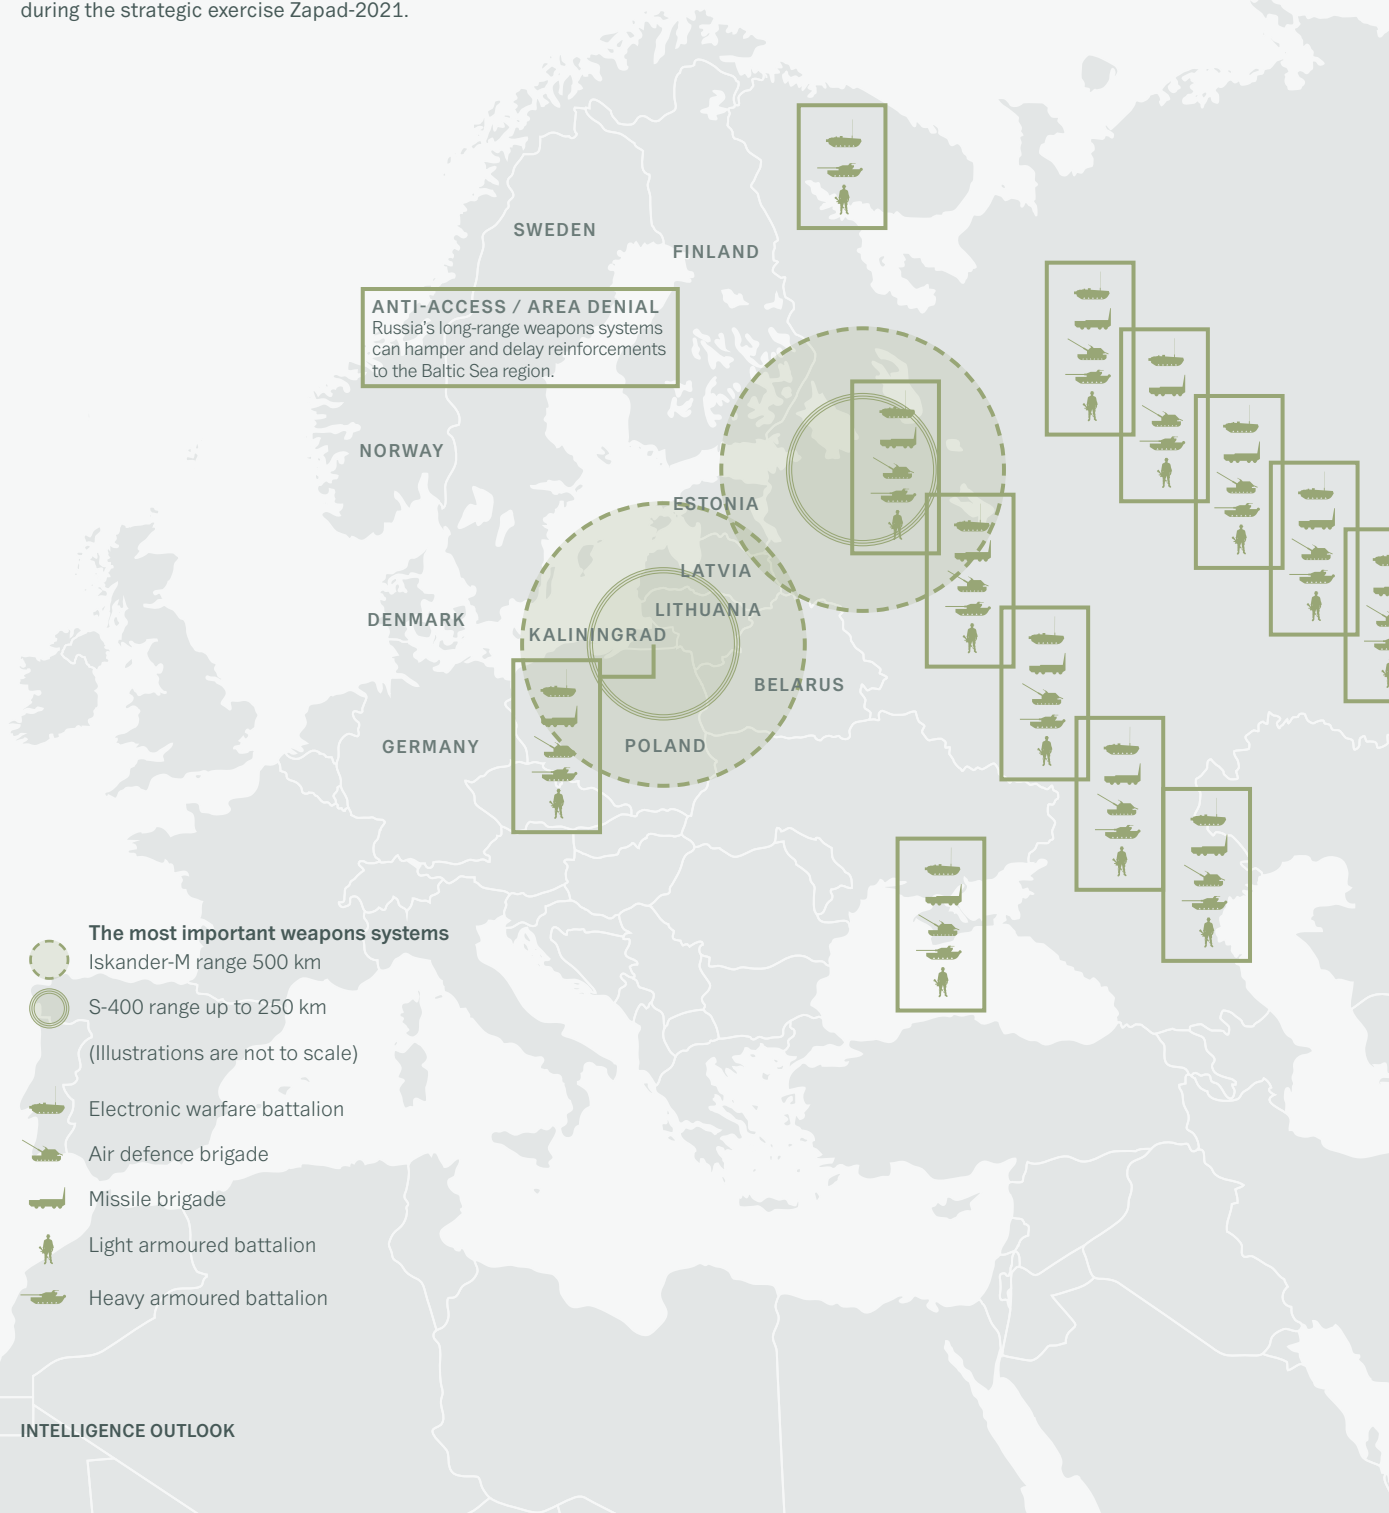 during the strategic exercise Zapad-2021.
SWEDEN
FINLAND
ANTI-ACCESS / AREA DENIAL
Russia’s long-range weapons systems
can hamper and delay reinforcements
to the Baltic Sea region.
NORWAY
ESTONIA
LATVIA
LITHUANIA
DENMARK
KALININGRAD
BELARUS
GERMANY
POLAND
The most important weapons systems
Iskander-M range 500 km
S-400 range up to 250 km
(Illustrations are not to scale)
Electronic warfare battalion
Air defence brigade
Missile brigade
Light armoured battalion
Heavy armoured battalion
INTELLIGENCE OUTLOOK